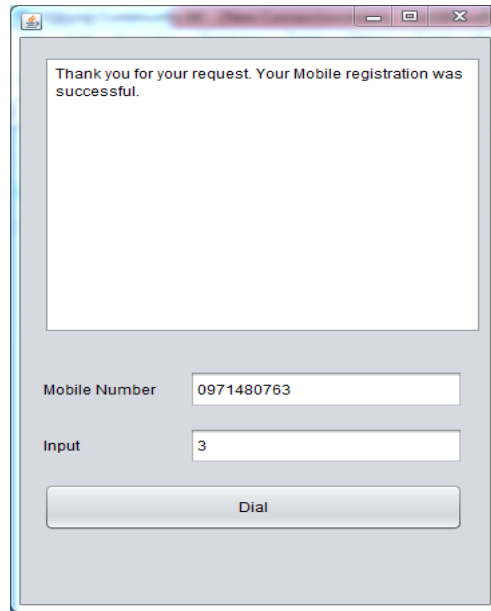 Thank you for your request. Your Mobile registration was
successful.
Mobile Number
0971480763
Input
3
Dial